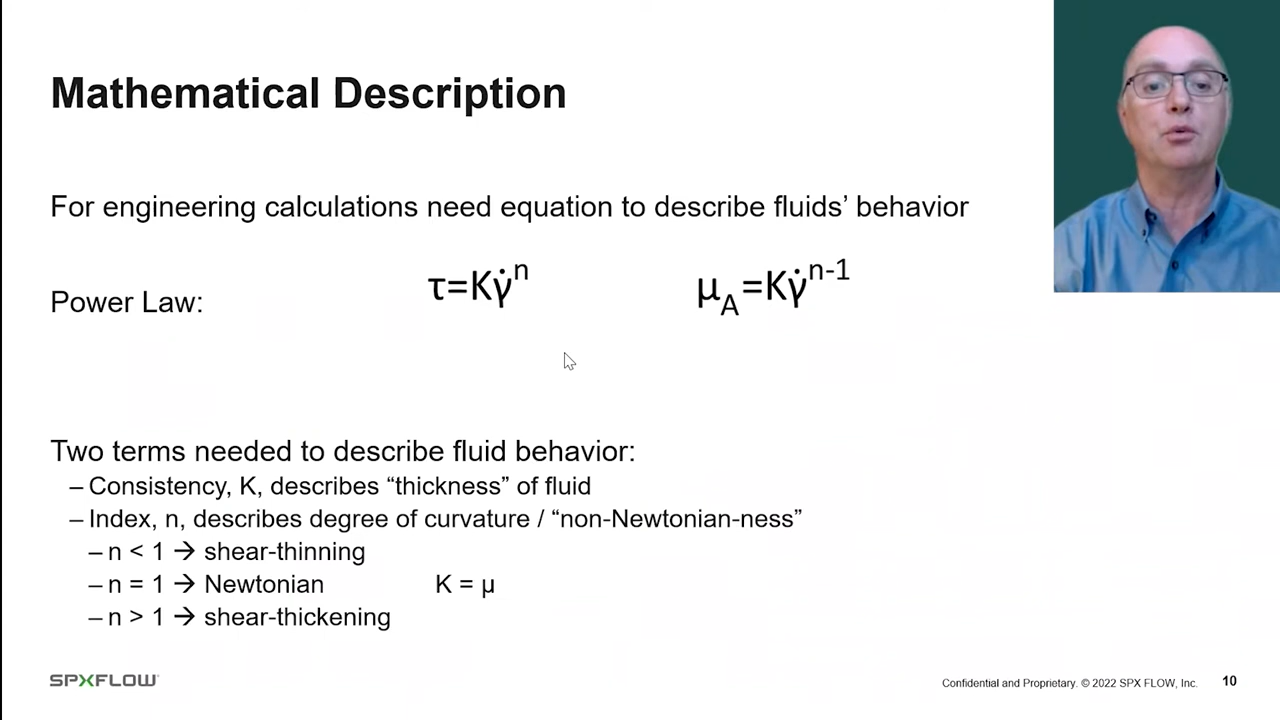 Mathematical Description
For engineering calculations need equation to describe fluids’ behavior
Power Law: τ=Kγ̇ⁿ μ_A=Kγ̇ⁿ⁻¹
Two terms needed to describe fluid behavior:
– Consistency, K, describes “thickness” of fluid
– Index, n, describes degree of curvature / “non-Newtonian-ness”
– n < 1 → shear-thinning
– n = 1 → Newtonian K = μ
– n > 1 → shear-thickening
SPXFLOW
Confidential and Proprietary. © 2022 SPX FLOW, Inc. 10